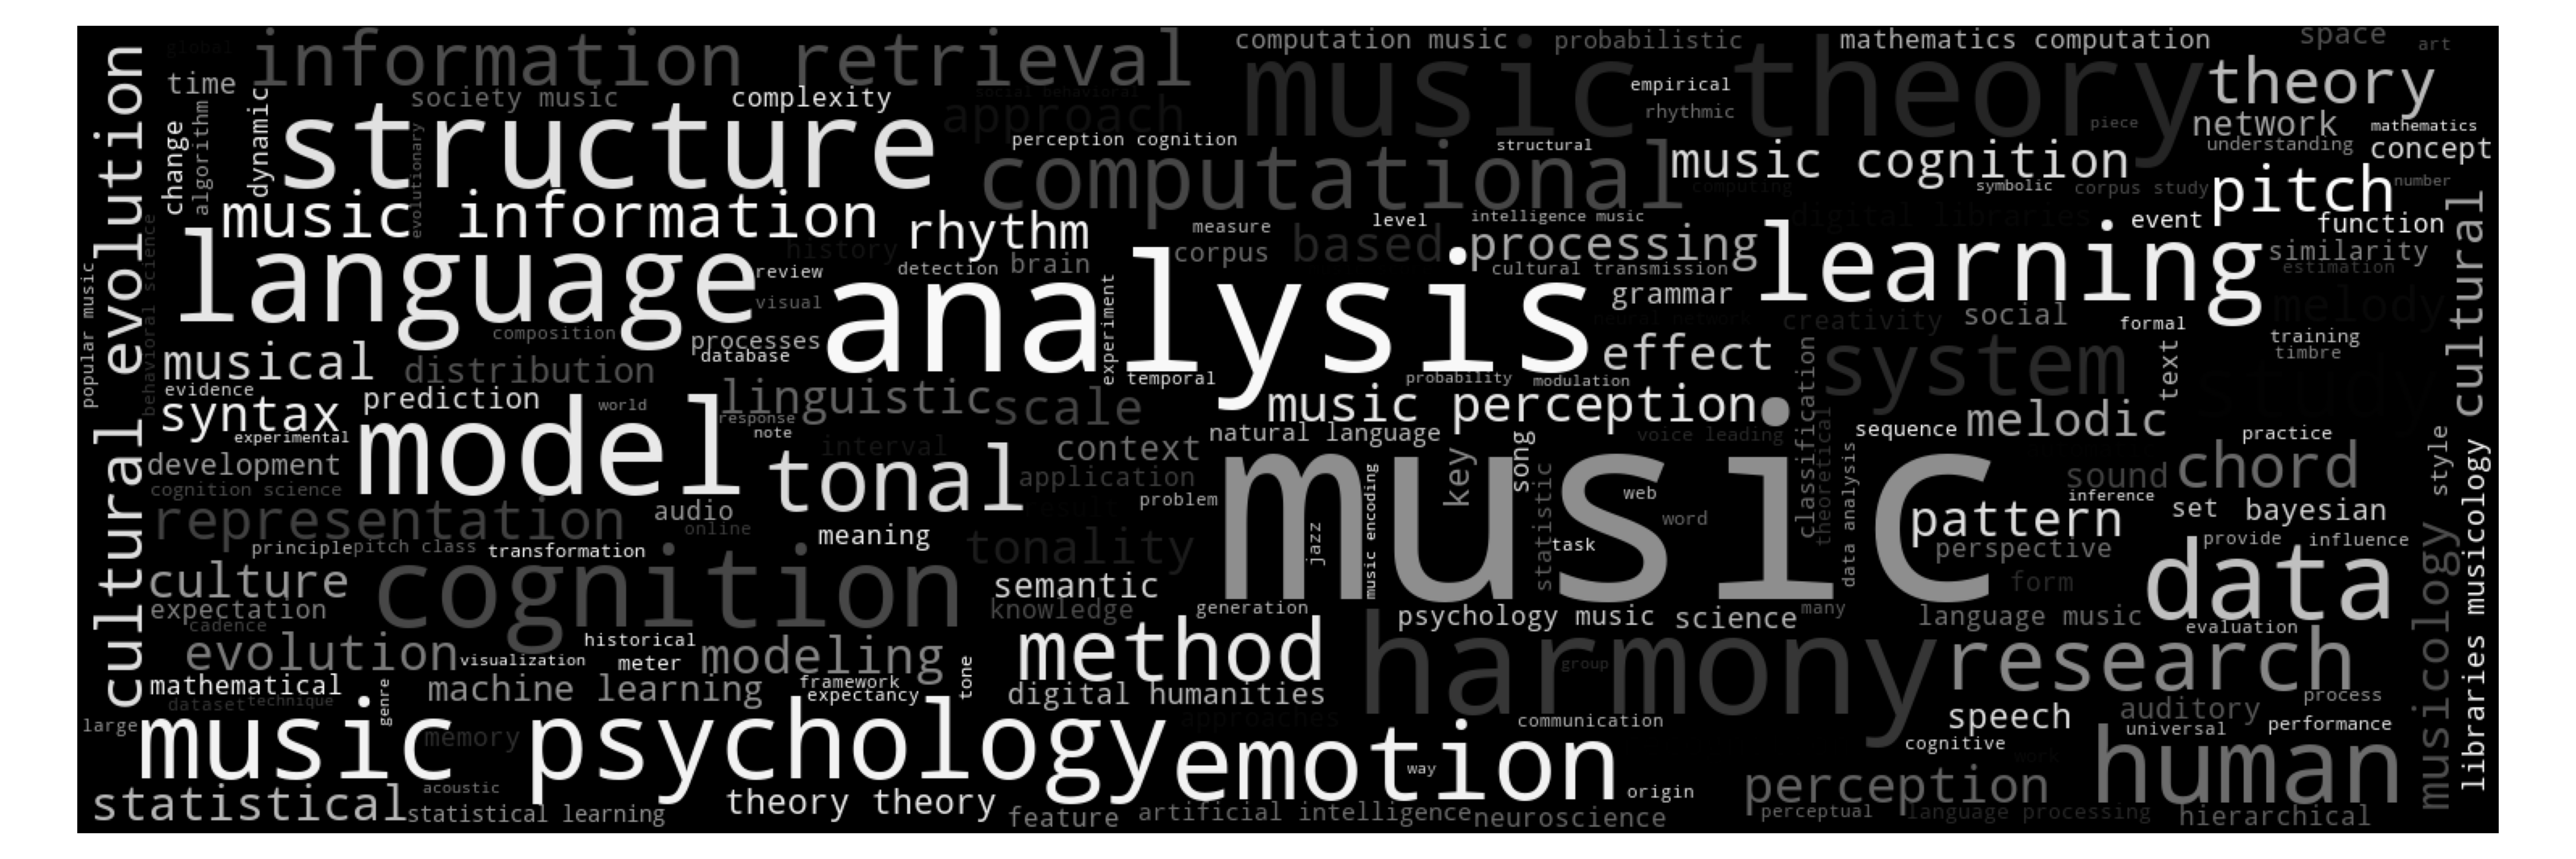 global
information retrieval
computation music
probabilistic
mathematics computation
space
art
time
society music
complexity
social behavioral
approach
music theory
empirical
rhythmic
theory
network
piece
mathematics
understanding
concept
cultural evolution
change
algorithm
dynamic
structure
evolutionary
perception cognition
computational
structural
music cognition
computing
symbolic
corpus study
pitch
number
music information
rhythm
measure
level
intelligence music
digital libraries
event
function
behavioral science
history
language
review
detection
brain
corpus
based
processing
cultural transmission
learning
similarity
estimation
popular music
visual
analysis
grammar
neural network
creativity
social
formal
melody
cultural
composition
processes
database
experiment
temporal
effect
system
text
training
timbre
musical
distribution
evidence
syntax
prediction
world
linguistic
scale
probability
modulation
classification
study
experimental
model
response
note
interval
context
natural language
music perception
voice leading
theoretical
sequence
melodic
practice
style
development
cognition science
tonal
application
result
problem
music
music encoding
key
song
statistic
web
word
data analysis
sound
chord
inference
libraries musicology
representation
audio
online
meaning
tonality
jazz
task
pattern
perspective
set
bayesian
provide
influence
principle
pitch class
transformation
culture
cognition
semantic
knowledge
form
data
expectation
cadence
generation
psychology music
science
many
language music
evaluation
musicology
evolution
historical
visualization
meter
modeling
method
harmony
group
research
mathematical
machine learning
framework
expectancy
tone
digital humanities
process
dataset
technique
genre
large
music psychology
memory
approaches
emotion
communication
speech
auditory
universal
performance
cognitive
work
human
way
acoustic
statistical
statistical learning
theory theory
feature
artificial intelligence
origin
neuroscience
perception
perceptual
language processing
hierarchical